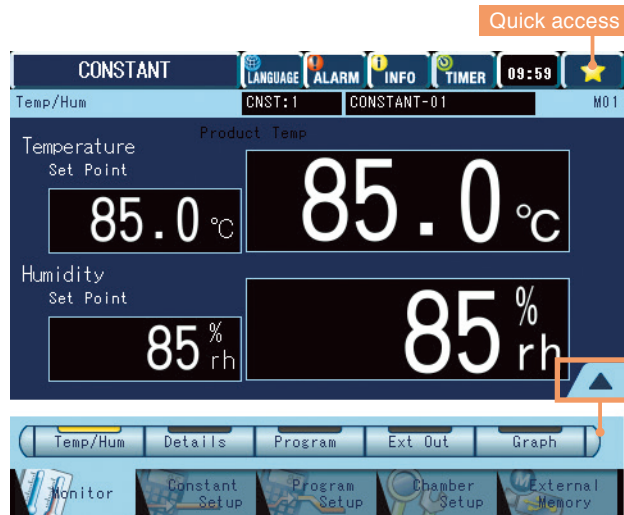 Quick access
CONSTANT LANGUAGE ALARM INFO TIMER 09:59
Temp/Hum CNST:1 CONSTANT-01 M01
Product Temp
Temperature
Set Point
85.0 °C 85.0 °C
Humidity
Set Point
85 % rh 85 % rh
Temp/Hum Details Program Ext Out Graph
Monitor Constant Setup Program Setup Chamber Setup External Memory